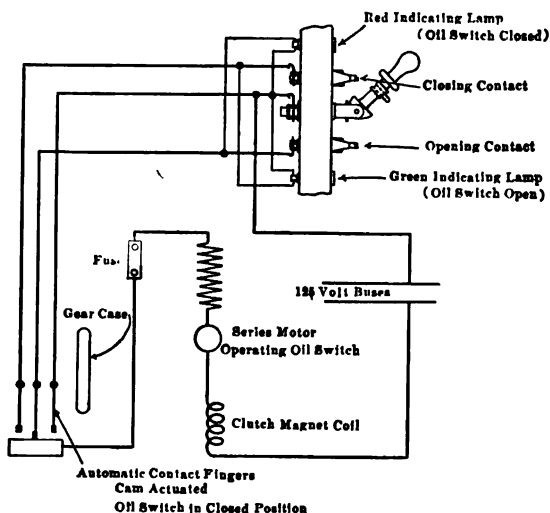 Red Indicating Lamp
(Oil Switch Closed)
Closing Contact
Opening Contact
Green Indicating Lamp
(Oil Switch Open)
Fuse
125 Volt Buses
Gear Case
Series Motor
Operating Oil Switch
Clutch Magnet Coil
Automatic Contact Fingers
Cam Actuated
Oil Switch in Closed Position